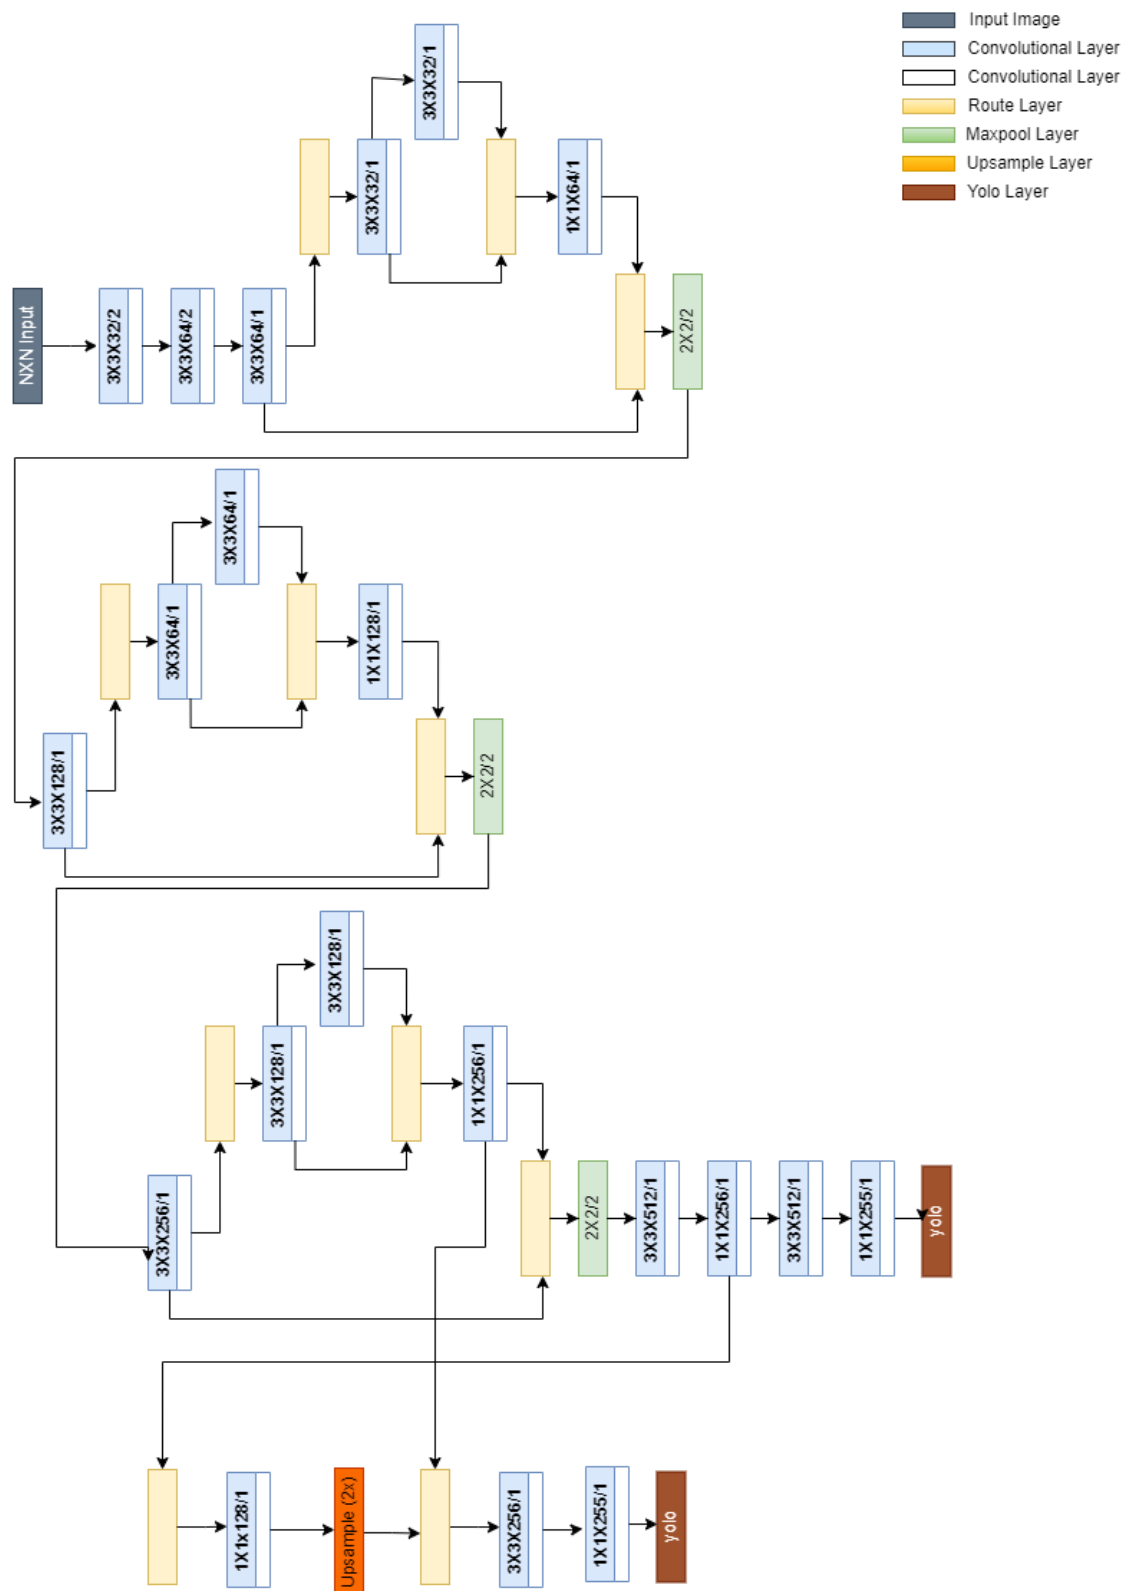 Input Image
Convolutional Layer
Convolutional Layer
Route Layer
Maxpool Layer
Upsample Layer
Yolo Layer
3X3X32/1
3X3X32/1
1X1X64/1
NXN Input
3X3X32/2
3X3X64/2
3X3X64/1
2X2/2
3X3X64/1
3X3X64/1
1X1X128/1
3X3X128/1
2X2/2
3X3X128/1
3X3X128/1
1X1X256/1
3X3X256/1
2X2/2
3X3X512/1
1X1X256/1
3X3X512/1
1X1X255/1
yolo
1X1x128/1
Upsample (2x)
3X3X256/1
1X1X255/1
yolo